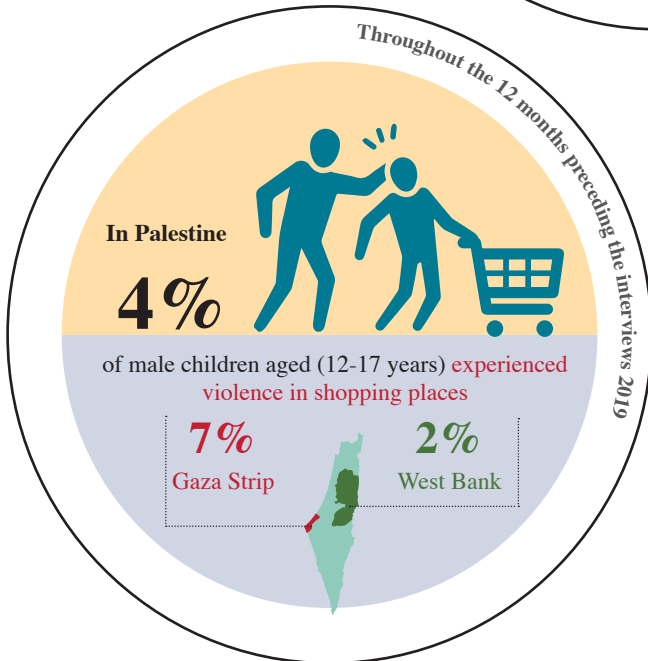 Throughout the 12 months preceding the interviews 2019
In Palestine
4%
of male children aged (12-17 years) experienced
violence in shopping places
7%
Gaza Strip
2%
West Bank